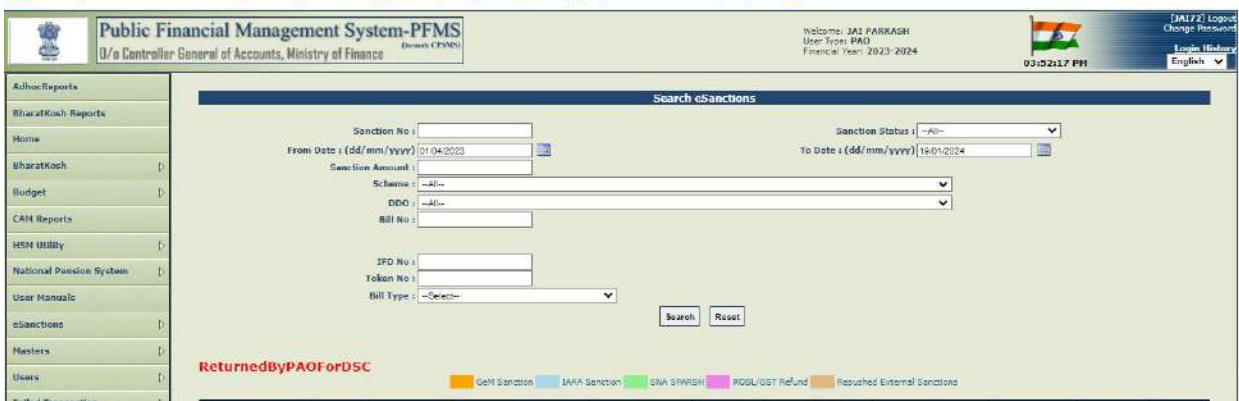 Public Financial Management System-PFMS
(formerly CPSMS)
O/o Controller General of Accounts, Ministry of Finance
Welcome: JAI PARKASH
User Type: PAO
Financial Year: 2023-2024
03:52:17 PM
[JAI72] Logout
Change Password
Login History
English
AdhocReports
BharatKosh Reports
Home
BharatKosh
Budget
CAM Reports
HSM Utility
National Pension System
User Manuals
eSanctions
Masters
Users
Search eSanctions
Sanction No :
Sanction Status : --All--
From Date : (dd/mm/yyyy) 01/04/2023
To Date : (dd/mm/yyyy) 19/01/2024
Sanction Amount :
Scheme : --All--
DDO : --All--
Bill No :
IFD No :
Token No :
Bill Type : --Select--
Search Reset
ReturnedByPAOForDSC
GeM Sanction IAAA Sanction SNA SPARSH ROSL/GST Refund Repushed External Sanctions